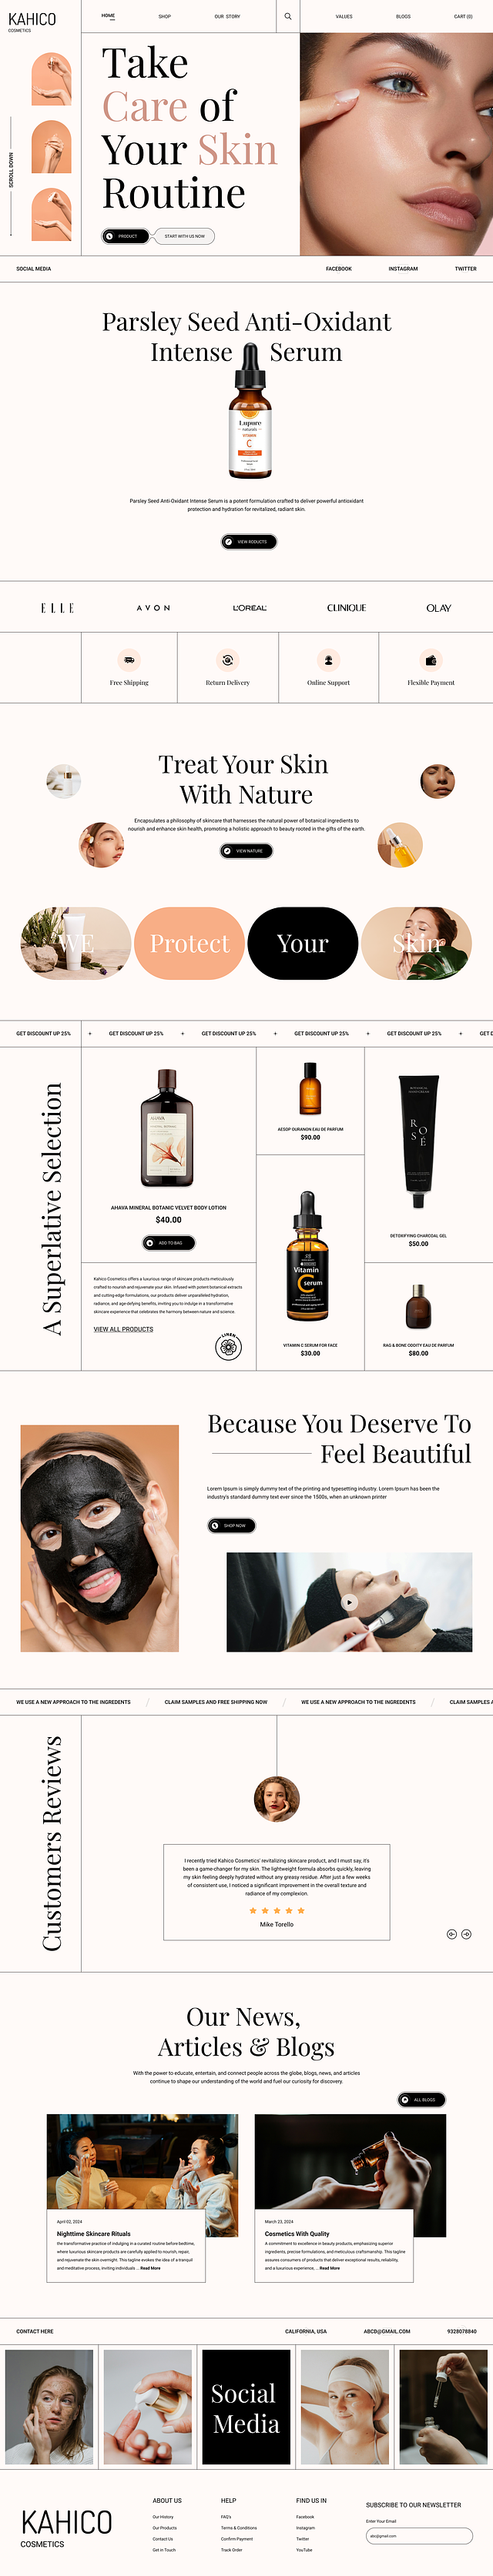 KAHICO
COSMETICS
HOME
SHOP
OUR STORY
VALUES
BLOGS
CART (0)
SCROLL DOWN
Take
Care of
Your Skin
Routine
PRODUCT
START WITH US NOW
SOCIAL MEDIA
FACEBOOK
INSTAGRAM
TWITTER
Parsley Seed Anti-Oxidant
Intense Serum
Lupure
naturals
VITAMIN
C
Parsley Seed Anti-Oxidant Intense Serum is a potent formulation crafted to deliver powerful antioxidant
protection and hydration for revitalized, radiant skin.
VIEW RODUCTS
ELLE
AVON
L'OREAL
CLINIQUE
OLAY
Free Shipping
Return Delivery
Online Support
Flexible Payment
Treat Your Skin
With Nature
Encapsulates a philosophy of skincare that harnesses the natural power of botanical ingredients to
nourish and enhance skin health, promoting a holistic approach to beauty rooted in the gifts of the earth.
VIEW NATURE
WE
Protect
Your
Skin
GET DISCOUNT UP 25% + GET DISCOUNT UP 25% + GET DISCOUNT UP 25% + GET DISCOUNT UP 25% + GET DISCOUNT UP 25% + GET D
A Superlative Selection
AHAVA
AHAVA MINERAL BOTANIC VELVET BODY LOTION
$40.00
ADD TO BAG
Kahico Cosmetics offers a luxurious range of skincare products meticulously
crafted to nourish and rejuvenate your skin. Infused with potent botanical extracts
and cutting-edge formulations, our products deliver unparalleled hydration,
radiance, and age-defying benefits, inviting you to indulge in a transformative
skincare experience that celebrates the harmony between nature and science.
VIEW ALL PRODUCTS
LINEN
AESOP OURANON EAU DE PARFUM
$90.00
Vitamin
C serum
VITAMIN C SERUM FOR FACE
$30.00
RO
SÉ
DETOXIFYING CHARCOAL GEL
$50.00
RAG & BONE ODDITY EAU DE PARFUM
$80.00
Because You Deserve To
Feel Beautiful
Lorem Ipsum is simply dummy text of the printing and typesetting industry. Lorem Ipsum has been the
industry's standard dummy text ever since the 1500s, when an unknown printer
SHOP NOW
WE USE A NEW APPROACH TO THE INGREDENTS / CLAIM SAMPLES AND FREE SHIPPING NOW / WE USE A NEW APPROACH TO THE INGREDENTS / CLAIM SAMPLES A
Customers Reviews
I recently tried Kahico Cosmetics' revitalizing skincare product, and I must say, it's
been a game-changer for my skin. The lightweight formula absorbs quickly, leaving
my skin feeling deeply hydrated without any greasy residue. After just a few weeks
of consistent use, I noticed a significant improvement in the overall texture and
radiance of my complexion.
Mike Torello
Our News,
Articles & Blogs
With the power to educate, entertain, and connect people across the globe, blogs, news, and articles
continue to shape our understanding of the world and fuel our curiosity for discovery.
ALL BLOGS
April 02, 2024
Nighttime Skincare Rituals
the transformative practice of indulging in a curated routine before bedtime,
where luxurious skincare products are carefully applied to nourish, repair,
and rejuvenate the skin overnight. This tagline evokes the idea of a tranquil
and meditative process, inviting individuals ... Read More
March 23, 2024
Cosmetics With Quality
A commitment to excellence in beauty products, emphasizing superior
ingredients, precise formulations, and meticulous craftsmanship. This tagline
assures consumers of products that deliver exceptional results, reliability,
and a luxurious experience, ... Read More
CONTACT HERE
CALIFORNIA, USA
ABCD@GMAIL.COM
9328078840
Social
Media
KAHICO
COSMETICS
ABOUT US
Our History
Our Products
Contact Us
Get in Touch
HELP
FAQ's
Terms & Conditions
Confirm Payment
Track Order
FIND US IN
Facebook
Instagram
Twitter
YouTube
SUBSCRIBE TO OUR NEWSLETTER
Enter Your Email
abc@gmail.com